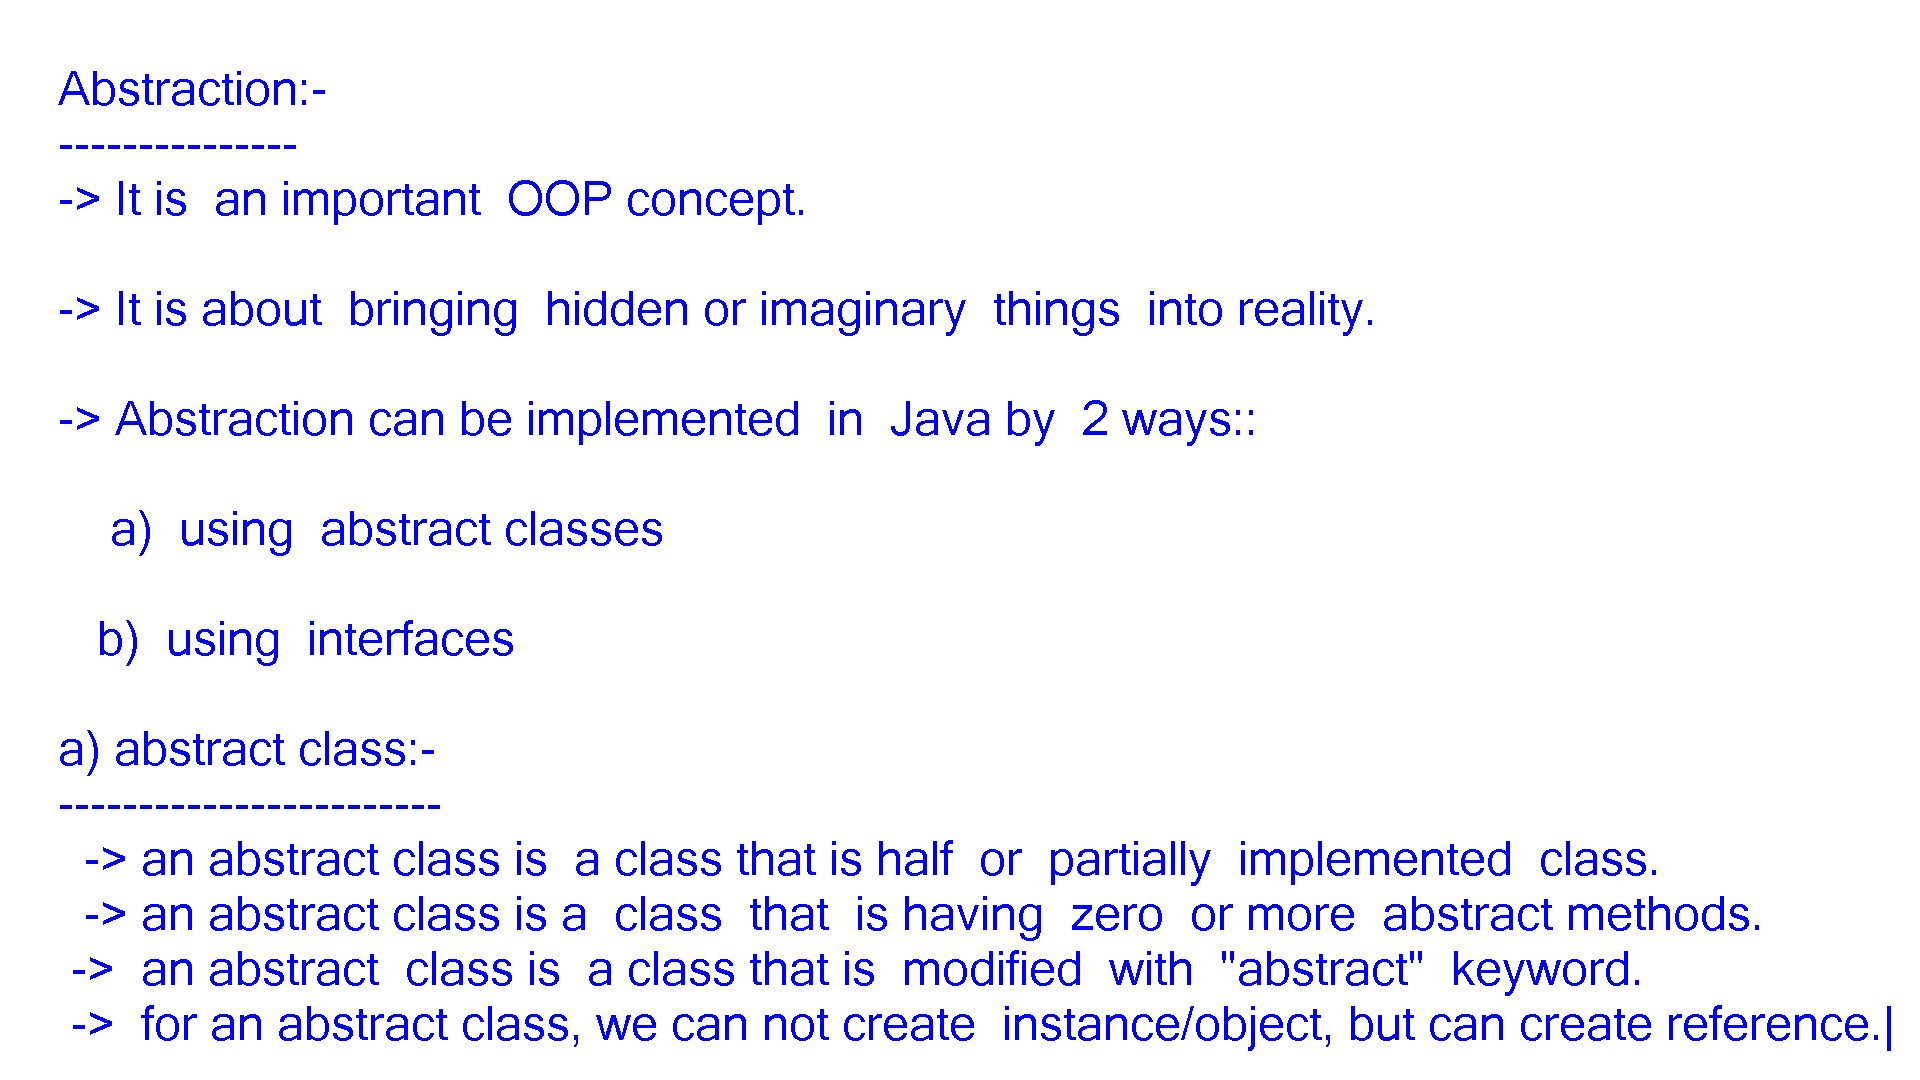 Abstraction:-
---------------
-> It is  an important  OOP concept.
-> It is about  bringing  hidden or imaginary  things  into reality.
-> Abstraction can be implemented  in  Java by  2 ways::
a)  using  abstract classes
b)  using  interfaces
a) abstract class:-
------------------------
-> an abstract class is  a class that is half  or  partially  implemented  class.
-> an abstract class is a  class  that  is having  zero  or more  abstract methods.
->  an abstract  class is  a class that is  modified  with  "abstract"  keyword.
->  for an abstract class, we can not create  instance/object, but can create reference.